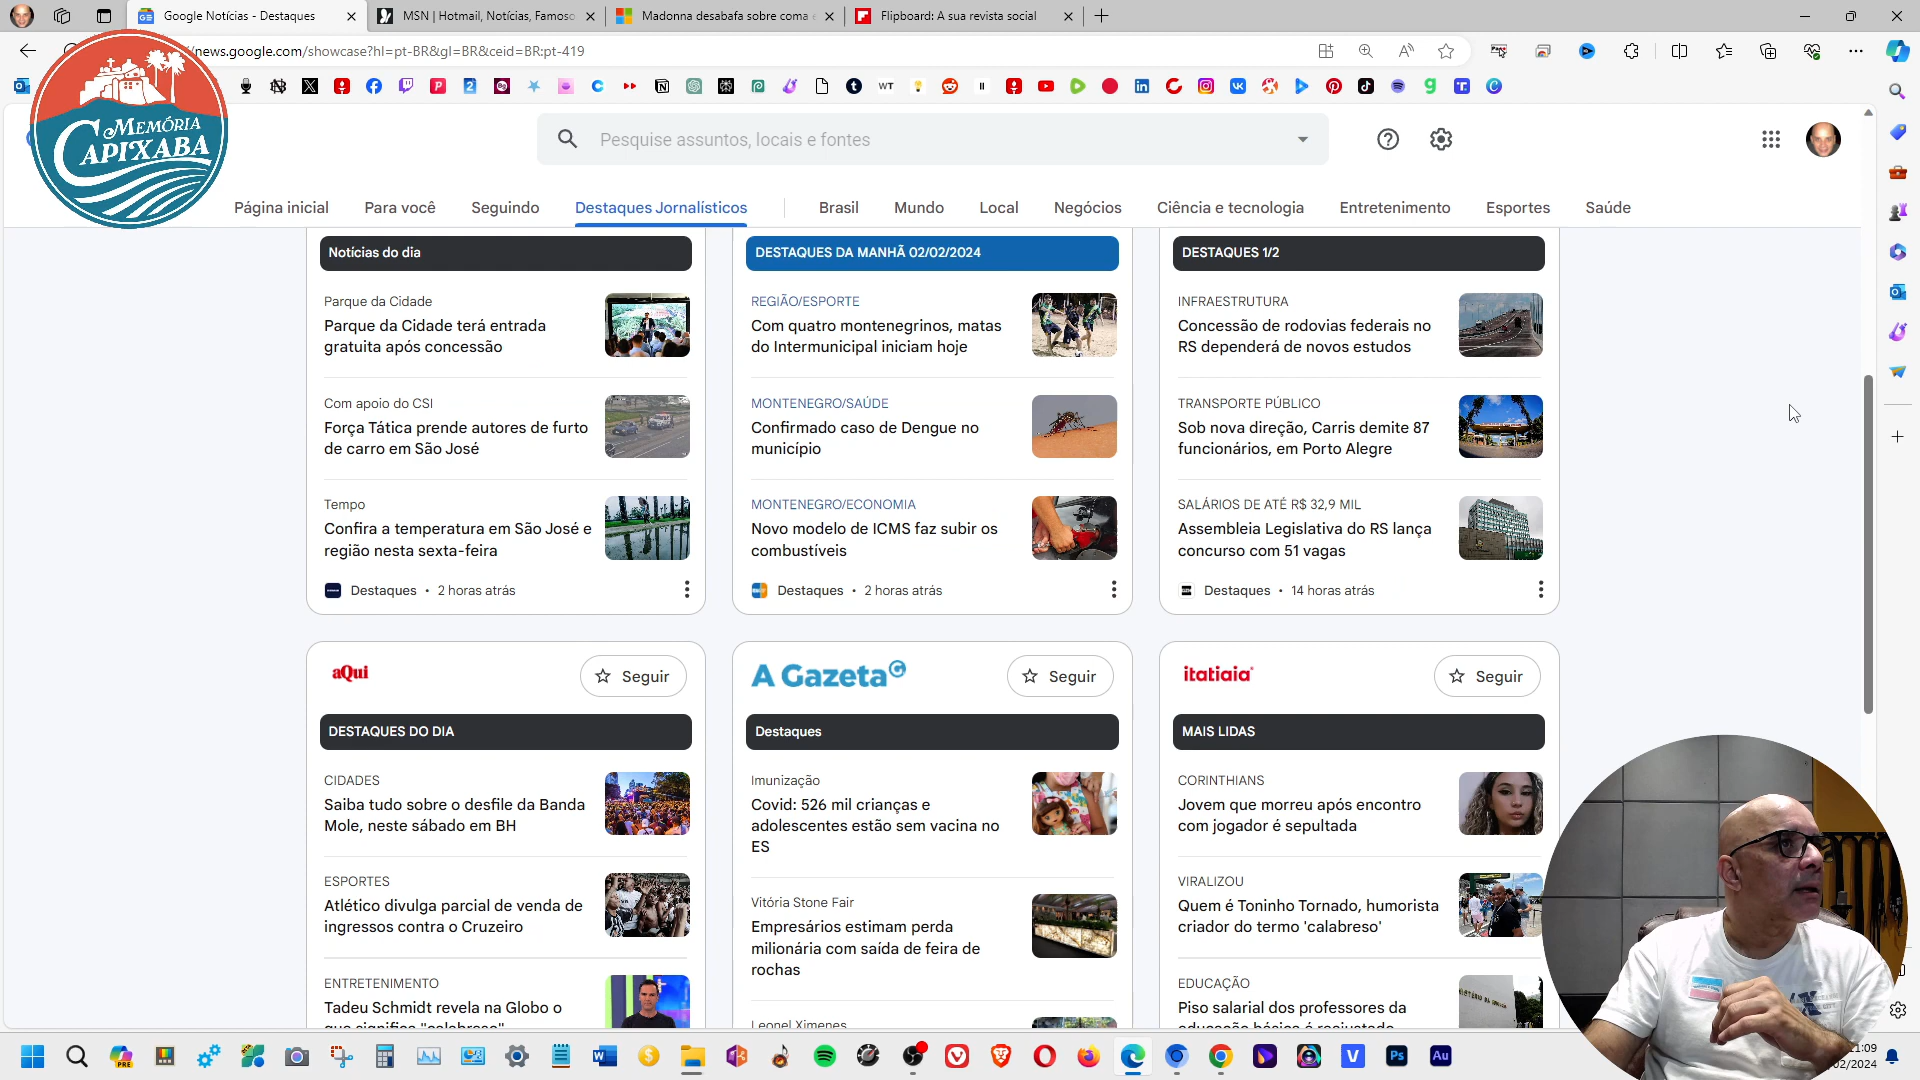 Google Notícias - Destaques
MSN | Hotmail, Notícias, Famoso
Madonna desabafa sobre coma
Flipboard: A sua revista social
news.google.com/showcase?hl=pt-BR&gl=BR&ceid=BR:pt-419
MEMÓRIA
CAPIXABA
Pesquise assuntos, locais e fontes
Página inicial
Para você
Seguindo
Destaques Jornalísticos
Brasil
Mundo
Local
Negócios
Ciência e tecnologia
Entretenimento
Esportes
Saúde
Notícias do dia
Parque da Cidade
Parque da Cidade terá entrada
gratuita após concessão
Com apoio do CSI
Força Tática prende autores de furto
de carro em São José
Tempo
Confira a temperatura em São José e
região nesta sexta-feira
Destaques • 2 horas atrás
DESTAQUES DA MANHÃ 02/02/2024
REGIÃO/ESPORTE
Com quatro montenegrinos, matas
do Intermunicipal iniciam hoje
MONTENEGRO/SAÚDE
Confirmado caso de Dengue no
município
MONTENEGRO/ECONOMIA
Novo modelo de ICMS faz subir os
combustíveis
Destaques • 2 horas atrás
DESTAQUES 1/2
INFRAESTRUTURA
Concessão de rodovias federais no
RS dependerá de novos estudos
TRANSPORTE PÚBLICO
Sob nova direção, Carris demite 87
funcionários, em Porto Alegre
SALÁRIOS DE ATÉ R$ 32,9 MIL
Assembleia Legislativa do RS lança
concurso com 51 vagas
Destaques • 14 horas atrás
aQui
Seguir
DESTAQUES DO DIA
CIDADES
Saiba tudo sobre o desfile da Banda
Mole, neste sábado em BH
ESPORTES
Atlético divulga parcial de venda de
ingressos contra o Cruzeiro
ENTRETENIMENTO
Tadeu Schmidt revela na Globo o
que significa "calabreso"
A Gazeta
Seguir
Destaques
Imunização
Covid: 526 mil crianças e
adolescentes estão sem vacina no
ES
Vitória Stone Fair
Empresários estimam perda
milionária com saída de feira de
rochas
Leonel Ximenes
itatiaia
Seguir
MAIS LIDAS
CORINTHIANS
Jovem que morreu após encontro
com jogador é sepultada
VIRALIZOU
Quem é Toninho Tornado, humorista
criador do termo 'calabreso'
EDUCAÇÃO
Piso salarial dos professores da
educação básica é reajustado